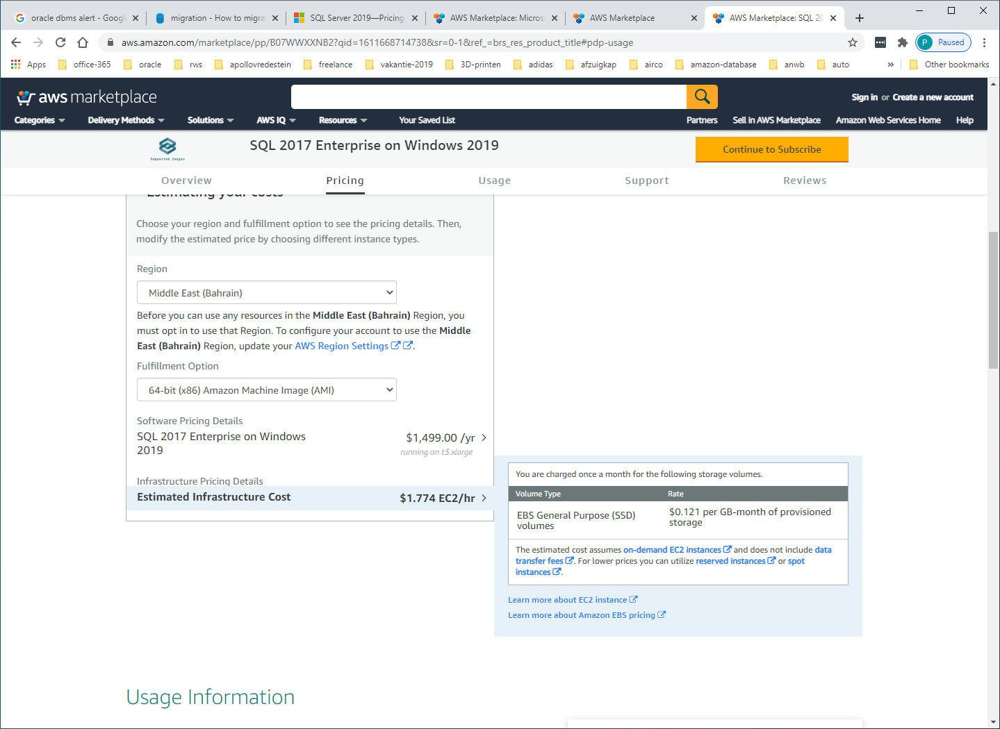 oracle dbms alert - Googl
migration - How to migra
SQL Server 2019—Pricing
AWS Marketplace: Micros
AWS Marketplace
AWS Marketplace: SQL 20
aws.amazon.com/marketplace/pp/B07WWXXNB2?qid=1611668714738&sr=0-1&ref_=brs_res_product_title#pdp-usage
P Paused
Apps office-365 oracle rws apollovredestein freelance vakantie-2019 3D-printen adidas afzuigkap airco amazon-database anwb auto » Other bookmarks
aws marketplace
Sign in or Create a new account
Categories Delivery Methods Solutions AWS IQ Resources Your Saved List Partners Sell in AWS Marketplace Amazon Web Services Home Help
Supported Images
SQL 2017 Enterprise on Windows 2019
Continue to Subscribe
Overview Pricing Usage Support Reviews
Estimating your costs
Choose your region and fulfillment option to see the pricing details. Then,
modify the estimated price by choosing different instance types.
Region
Middle East (Bahrain)
Before you can use any resources in the Middle East (Bahrain) Region, you
must opt in to use that Region. To configure your account to use the Middle
East (Bahrain) Region, update your AWS Region Settings.
Fulfillment Option
64-bit (x86) Amazon Machine Image (AMI)
Software Pricing Details
SQL 2017 Enterprise on Windows
2019
$1,499.00 /yr
running on t3.xlarge
Infrastructure Pricing Details
Estimated Infrastructure Cost
$1.774 EC2/hr
You are charged once a month for the following storage volumes.
Volume Type Rate
EBS General Purpose (SSD)
volumes
$0.121 per GB-month of provisioned
storage
The estimated cost assumes on-demand EC2 instances and does not include data
transfer fees. For lower prices you can utilize reserved instances or spot
instances.
Learn more about EC2 instance
Learn more about Amazon EBS pricing
Usage Information